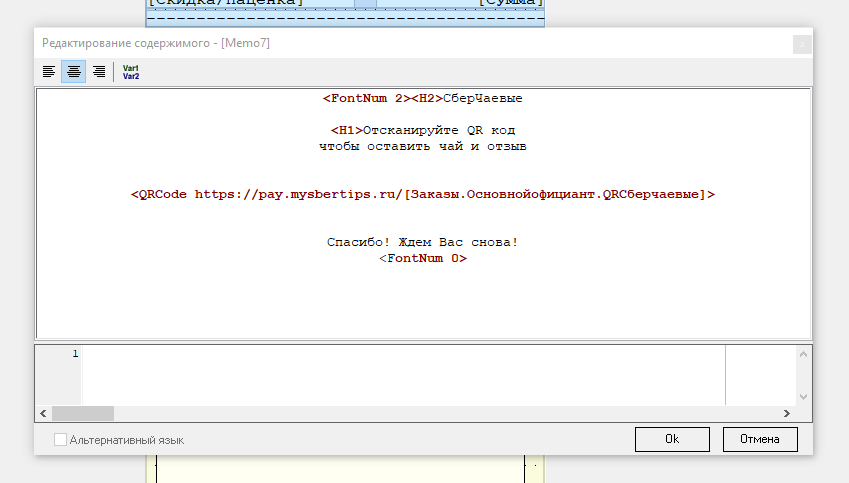 [Скидка/Наценка] [Сумма]
Редактирование содержимого - [Memo7]
Var1
Var2
<FontNum 2><H2>СберЧаевые
<H1>Отсканируйте QR код
чтобы оставить чай и отзыв
<QRCode https://pay.mysbertips.ru/[Заказы.Основнойофициант.QRСберчаевые]>
Спасибо! Ждем Вас снова!
<FontNum 0>
1
Альтернативный язык
Ok
Отмена